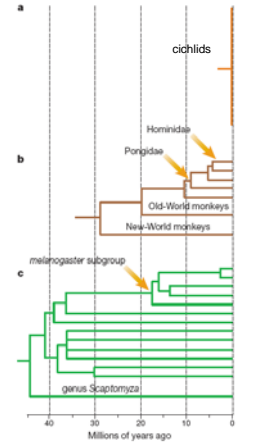 a
cichlids
Hominidae
Pongidae
b
Old-World monkeys
New-World monkeys
melanogaster subgroup
c
genus Scaptomyza
40 30 20 10 0
Millions of years ago